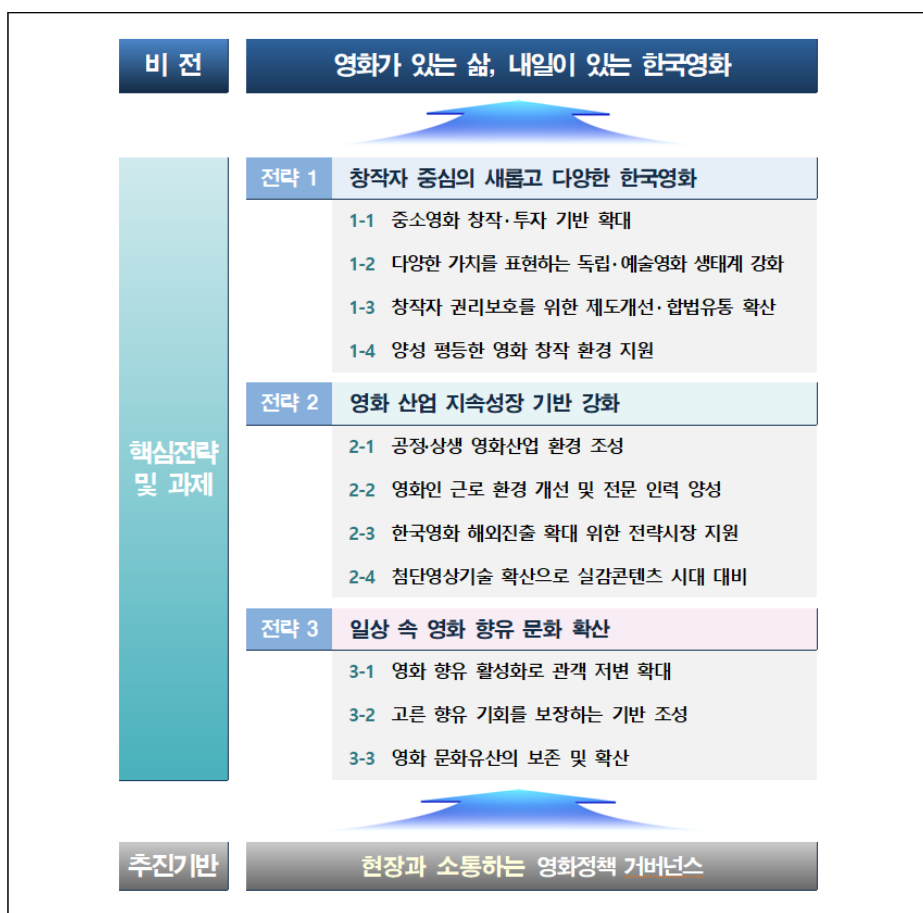 비 전
영화가 있는 삶, 내일이 있는 한국영화
전략 1 창작자 중심의 새롭고 다양한 한국영화
1-1 중소영화 창작·투자 기반 확대
1-2 다양한 가치를 표현하는 독립·예술영화 생태계 강화
1-3 창작자 권리보호를 위한 제도개선·합법유통 확산
1-4 양성 평등한 영화 창작 환경 지원
핵심전략
및 과제
전략 2 영화 산업 지속성장 기반 강화
2-1 공정·상생 영화산업 환경 조성
2-2 영화인 근로 환경 개선 및 전문 인력 양성
2-3 한국영화 해외진출 확대 위한 전략시장 지원
2-4 첨단영상기술 확산으로 실감콘텐츠 시대 대비
전략 3 일상 속 영화 향유 문화 확산
3-1 영화 향유 활성화로 관객 저변 확대
3-2 고른 향유 기회를 보장하는 기반 조성
3-3 영화 문화유산의 보존 및 확산
추진기반
현장과 소통하는 영화정책 거버넌스